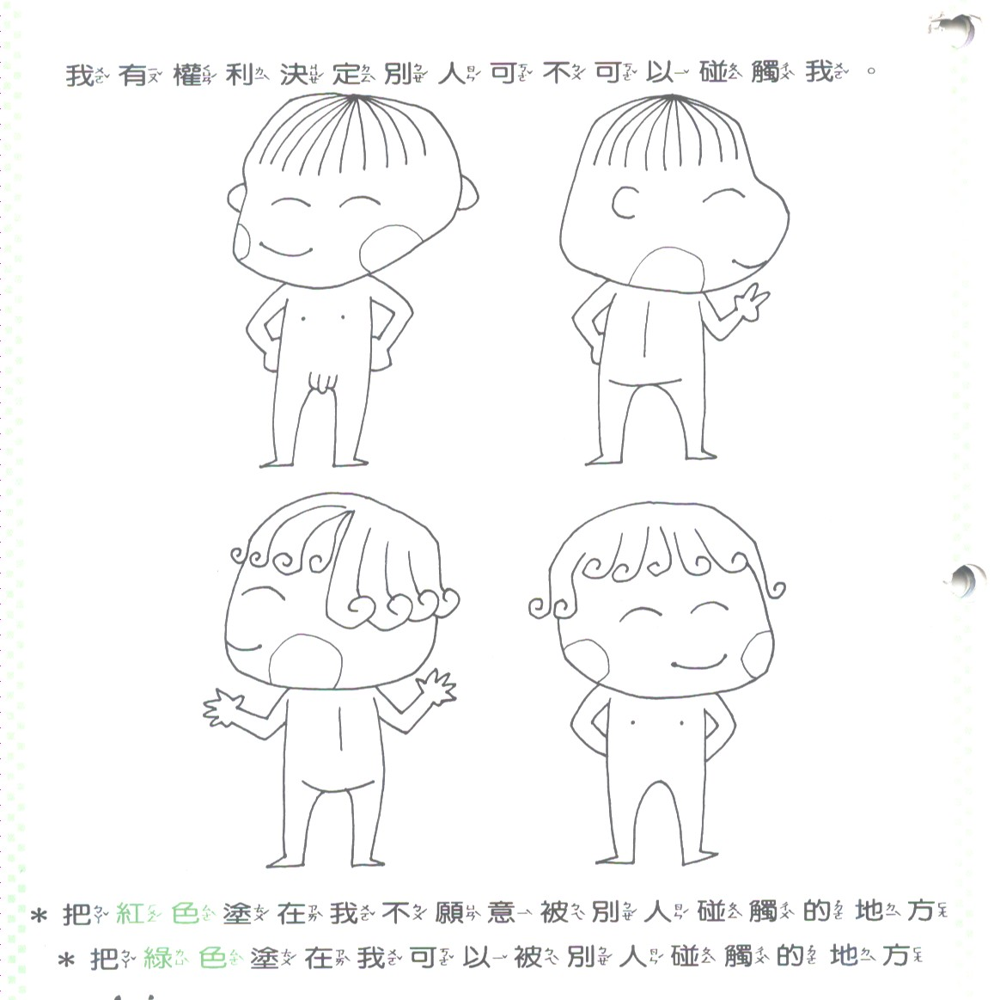 我有權利決定別人可不可以碰觸我。
＊把紅色塗在我不願意被別人碰觸的地方
＊把綠色塗在我可以被別人碰觸的地方